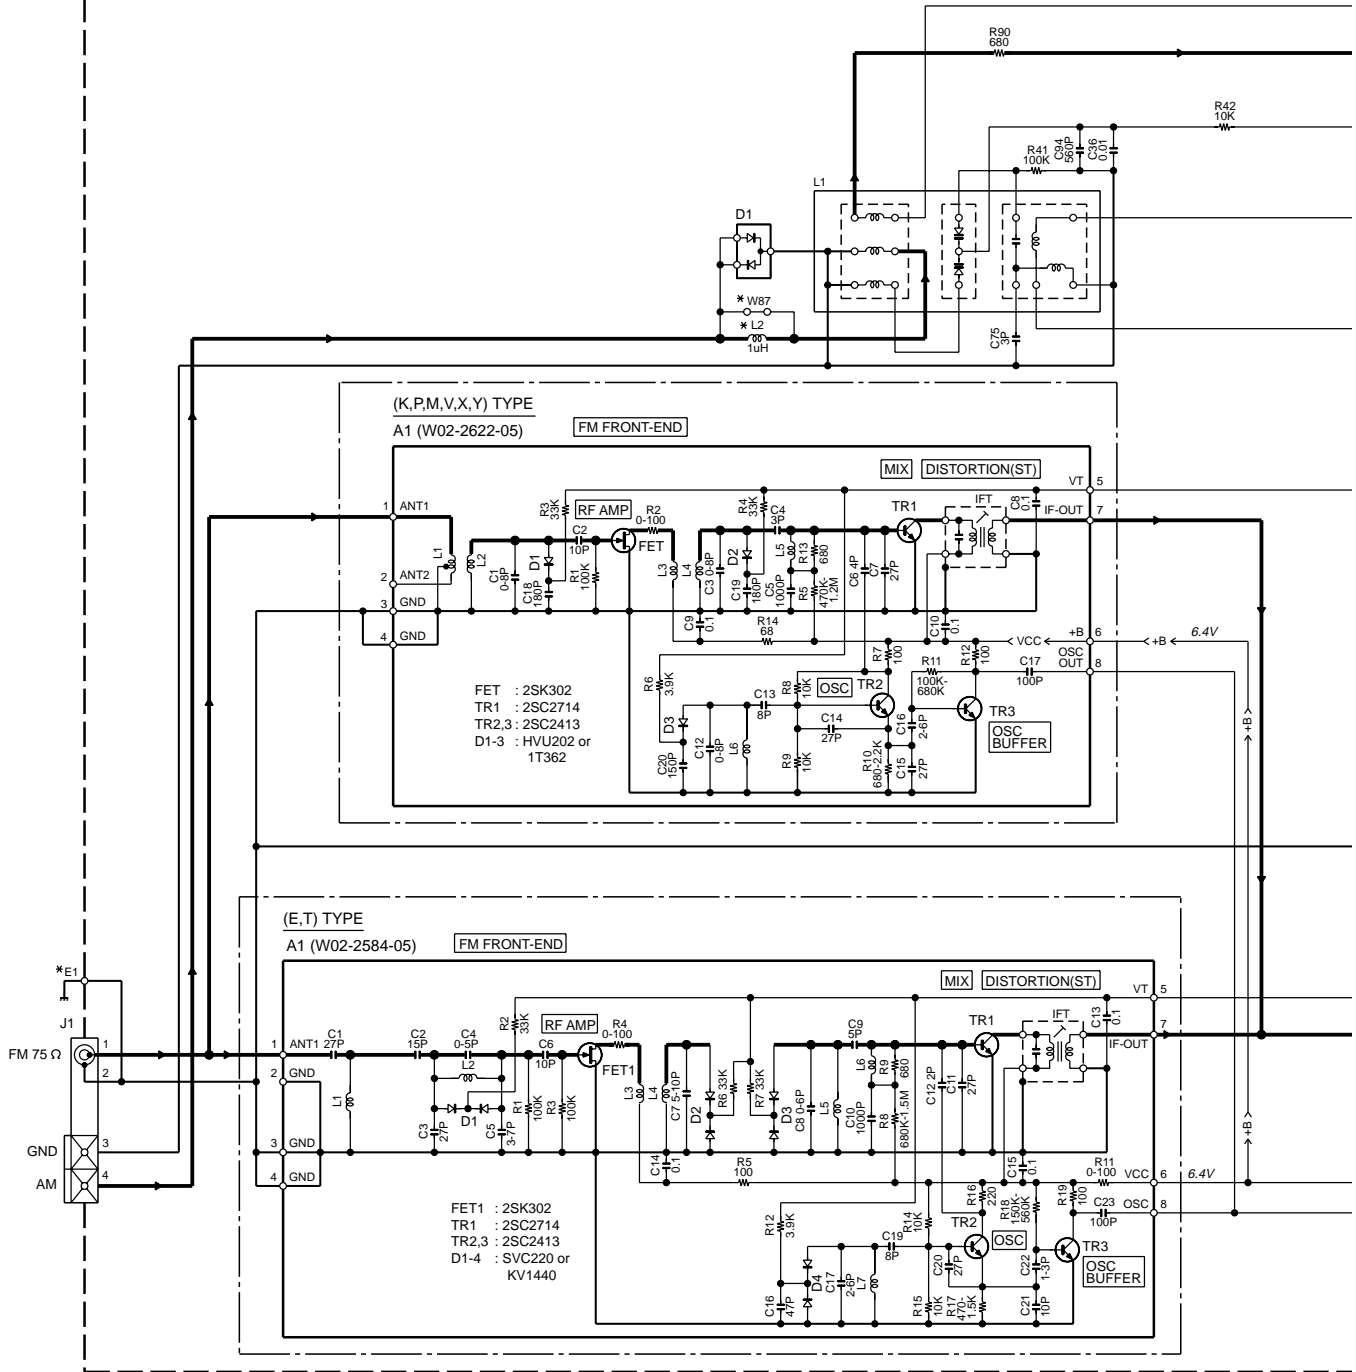 R90
680
R42
10K
C94
560P
C36
0.01
R41
100K
L1
D1
* W87
* L2
1uH
C75
3P
(K,P,M,V,X,Y) TYPE
A1 (W02-2622-05)
FM FRONT-END
MIX
DISTORTION(ST)
VT
5
1
ANT1
R3
33K
RF AMP
R2
0-100
R4
33K
C4
3P
TR1
IFT
C8
0.1
IF-OUT
7
C2
10P
FET
L1
L2
C1
0-8P
D1
C18
180P
R1
100K
L3
L4
C3 0-8P
D2
C19
180P
L5
C5
1000P
R13
680
R5
470K-
1.2M
C6 4P
C7
27P
2
ANT2
3
GND
4
GND
C9
0.1
R14
68
C10
0.1
VCC
+B
6
+B
6.4V
OSC
OUT
8
R7
100
R11
100K-
680K
R12
100
C17
100P
R6
3.9K
R8
10K
OSC
TR2
C13
8P
C14
27P
C16
2-6P
TR3
OSC
BUFFER
D3
C20
150P
C12
0-8P
L6
R9
10K
R10
680-2.2K
C15
27P
+B
FET : 2SK302
TR1 : 2SC2714
TR2,3 : 2SC2413
D1-3 : HVU202 or
1T362
(E,T) TYPE
A1 (W02-2584-05)
FM FRONT-END
MIX
DISTORTION(ST)
VT
5
*E1
J1
FM 75 Ω
1
2
GND
3
AM
4
1
ANT1
C1
27P
C2
15P
C4
0-5P
L2
R2
33K
RF AMP
C6
10P
R4
0-100
FET1
C9
5P
TR1
IFT
C13
0.1
7
IF-OUT
2
GND
L1
C3
27P
D1
C5
3-7P
R1
100K
R3
100K
L3
L4
C7 5-10P
D2
R6 33K
R7 33K
D3
C8 0-6P
L5
C10
1000P
L6
R9
680
R8
680K-1.5M
C12 2P
C11
27P
3
GND
4
GND
C14
0.1
R5
100
C15
0.1
R11
0-100
VCC
6
6.4V
+B
OSC
8
R16
220
R18
150K-
560K
R19
100
C23
100P
R12
3.9K
R14
10K
TR2
OSC
C19
8P
C20
27P
C22
1-3P
TR3
OSC
BUFFER
D4
C16
47P
C17
2-6P
L7
R15
10K
R17
470-
1.5K
C21
10P
FET1 : 2SK302
TR1 : 2SC2714
TR2,3 : 2SC2413
D1-4 : SVC220 or
KV1440